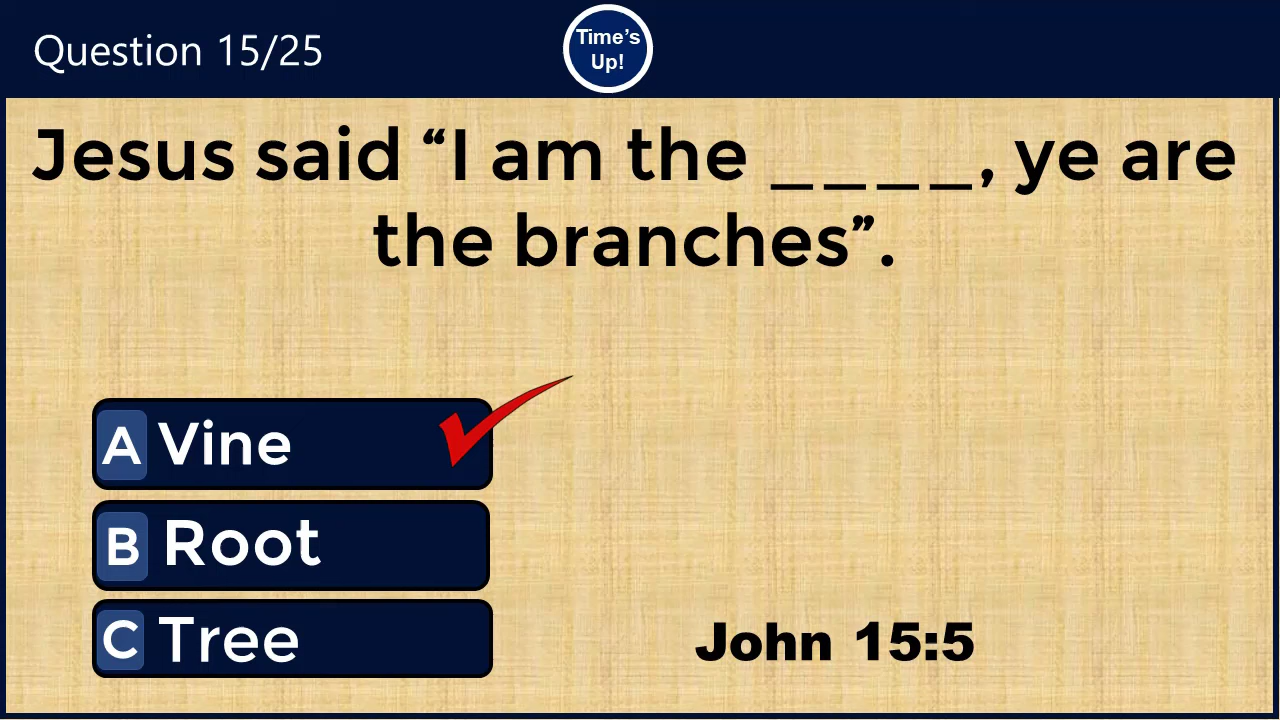 Question 15/25
Time’s
Up!
Jesus said “I am the _ _ _ _, ye are
the branches”.
A Vine
B Root
C Tree
John 15:5